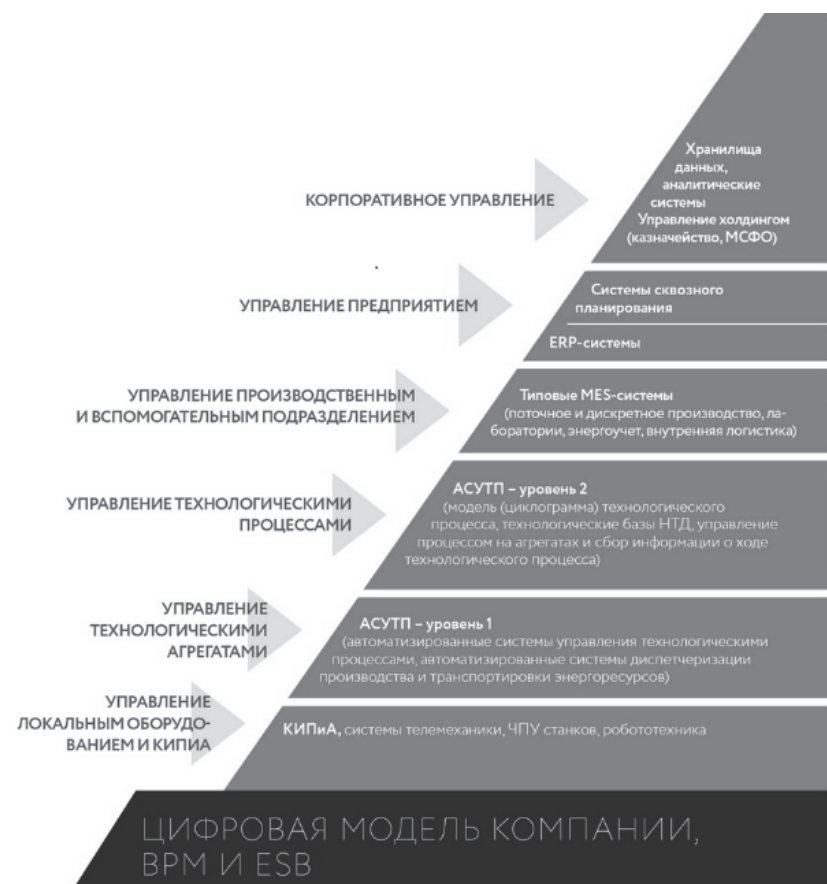 Хранилища
данных,
аналитические
системы
Управление холдингом
(казначейство, МСФО)
КОРПОРАТИВНОЕ УПРАВЛЕНИЕ
Системы сквозного
планирования
УПРАВЛЕНИЕ ПРЕДПРИЯТИЕМ
ERP-системы
УПРАВЛЕНИЕ ПРОИЗВОДСТВЕННЫМ
И ВСПОМОГАТЕЛЬНЫМ ПОДРАЗДЕЛЕНИЕМ
Типовые MES-системы
(поточное и дискретное производство, ла-
боратории, энергоучет, внутренняя логистика)
УПРАВЛЕНИЕ ТЕХНОЛОГИЧЕСКИМИ
ПРОЦЕССАМИ
АСУТП – уровень 2
(модель (циклограмма) технологического
процесса, технологические базы НТД, управление
процессом на агрегатах и сбор информации о ходе
технологического процесса)
УПРАВЛЕНИЕ
ТЕХНОЛОГИЧЕСКИМИ
АГРЕГАТАМИ
АСУТП – уровень 1
(автоматизированные системы управления технологическими
процессами, автоматизированные системы диспетчеризации
производства и транспортировки энергоресурсов)
УПРАВЛЕНИЕ
ЛОКАЛЬНЫМ ОБОРУДО-
ВАНИЕМ И КИПИА
КИПиА, системы телемеханики, ЧПУ станков, робототехника
ЦИФРОВАЯ МОДЕЛЬ КОМПАНИИ,
BPM И ESB